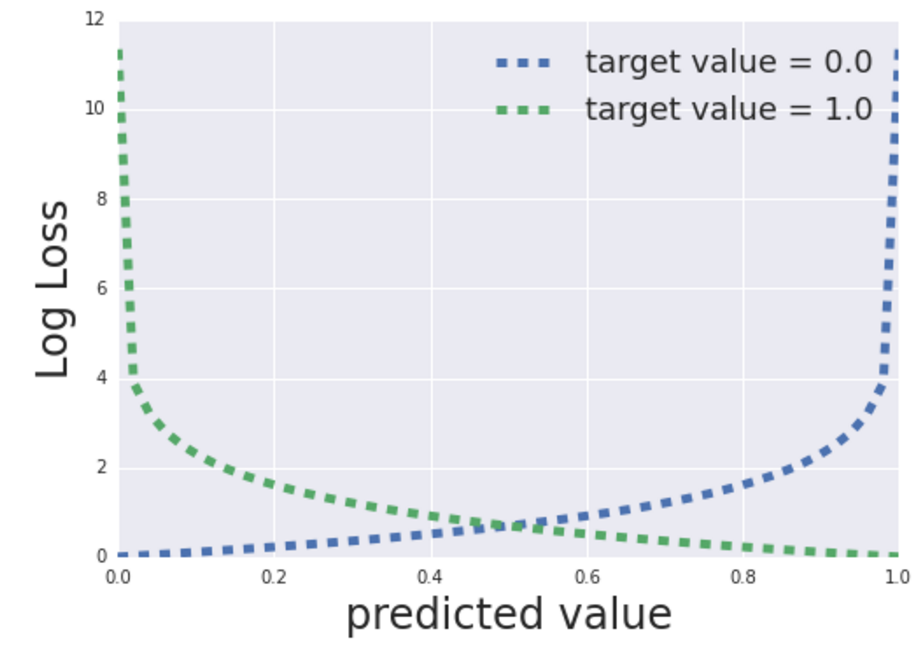 12
10
8
6
4
2
0
Log Loss
target value = 0.0
target value = 1.0
0.0 0.2 0.4 0.6 0.8 1.0
predicted value